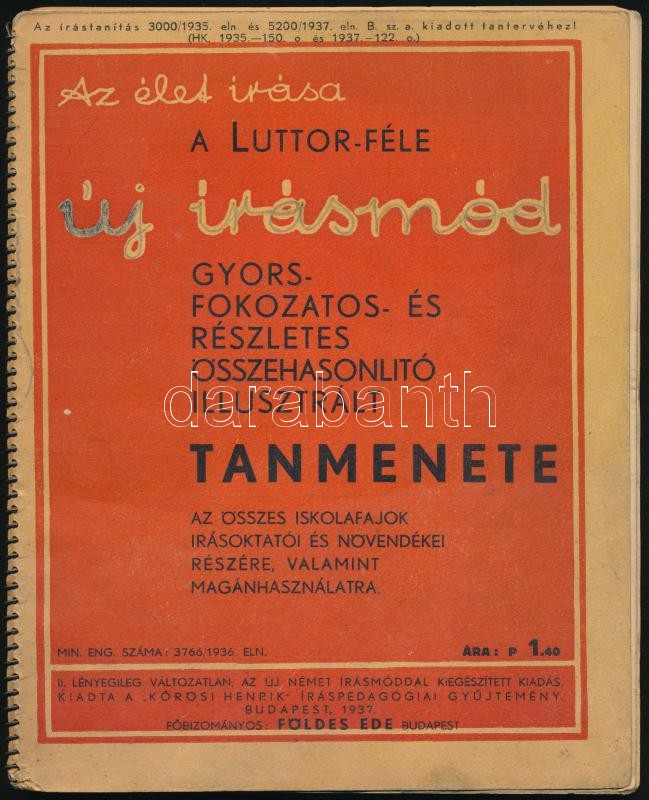 Az írástanítás 3000/1935. eln. és 5200/1937. eln. B. sz. a. kiadott tantervéhez!
(HK. 1935.—150. o. és 1937.—122. o.)
Az élet írása
A LUTTOR-FÉLE
új írásmód
GYORS-
FOKOZATOS- ÉS
RÉSZLETES
ÖSSZEHASONLITÓ
ILLUSZTRÁLT
darabanth
TANMENETE
AZ ÖSSZES ISKOLAFAJOK
IRÁSOKTATÓI ÉS NÖVENDÉKEI
RÉSZÉRE, VALAMINT
MAGÁNHASZNÁLATRA.
MIN. ENG. SZÁMA: 3766/1936. ELN.
ÁRA: P 1.40
II. LÉNYEGILEG VÁLTOZATLAN, AZ ÚJ NÉMET ÍRÁSMÓDDAL KIEGÉSZÍTETT KIADÁS.
KIADTA A „KŐRÖSI HENRIK" ÍRÁSPEDAGÓGIAI GYŰJTEMÉNY.
BUDAPEST, 1937.
FŐBIZOMÁNYOS: FÖLDES EDE BUDAPEST